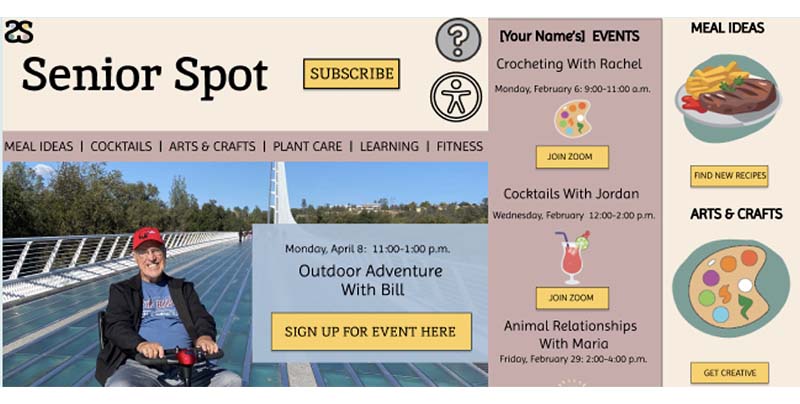 SS
Senior Spot
SUBSCRIBE
?
MEAL IDEAS | COCKTAILS | ARTS & CRAFTS | PLANT CARE | LEARNING | FITNESS
Monday, April 8: 11:00-1:00 p.m.
Outdoor Adventure
With Bill
SIGN UP FOR EVENT HERE
[Your Name's] EVENTS
Crocheting With Rachel
Monday, February 6: 9:00-11:00 a.m.
JOIN ZOOM
Cocktails With Jordan
Wednesday, February 12:00-2:00 p.m.
JOIN ZOOM
Animal Relationships
With Maria
Friday, February 29: 2:00-4:00 p.m.
MEAL IDEAS
FIND NEW RECIPES
ARTS & CRAFTS
GET CREATIVE